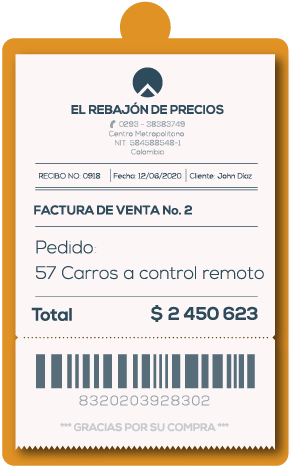 EL REBAJÓN DE PRECIOS
0293 - 38383749
Centro Metropolitano
NIT: 584588548-1
Colombia
RECIBO NO: 0918 Fecha: 12/06/2020 Cliente: John Díaz
FACTURA DE VENTA No. 2
Pedido:
57 Carros a control remoto
Total $ 2 450 623
8320203928302
*** GRACIAS POR SU COMPRA ***